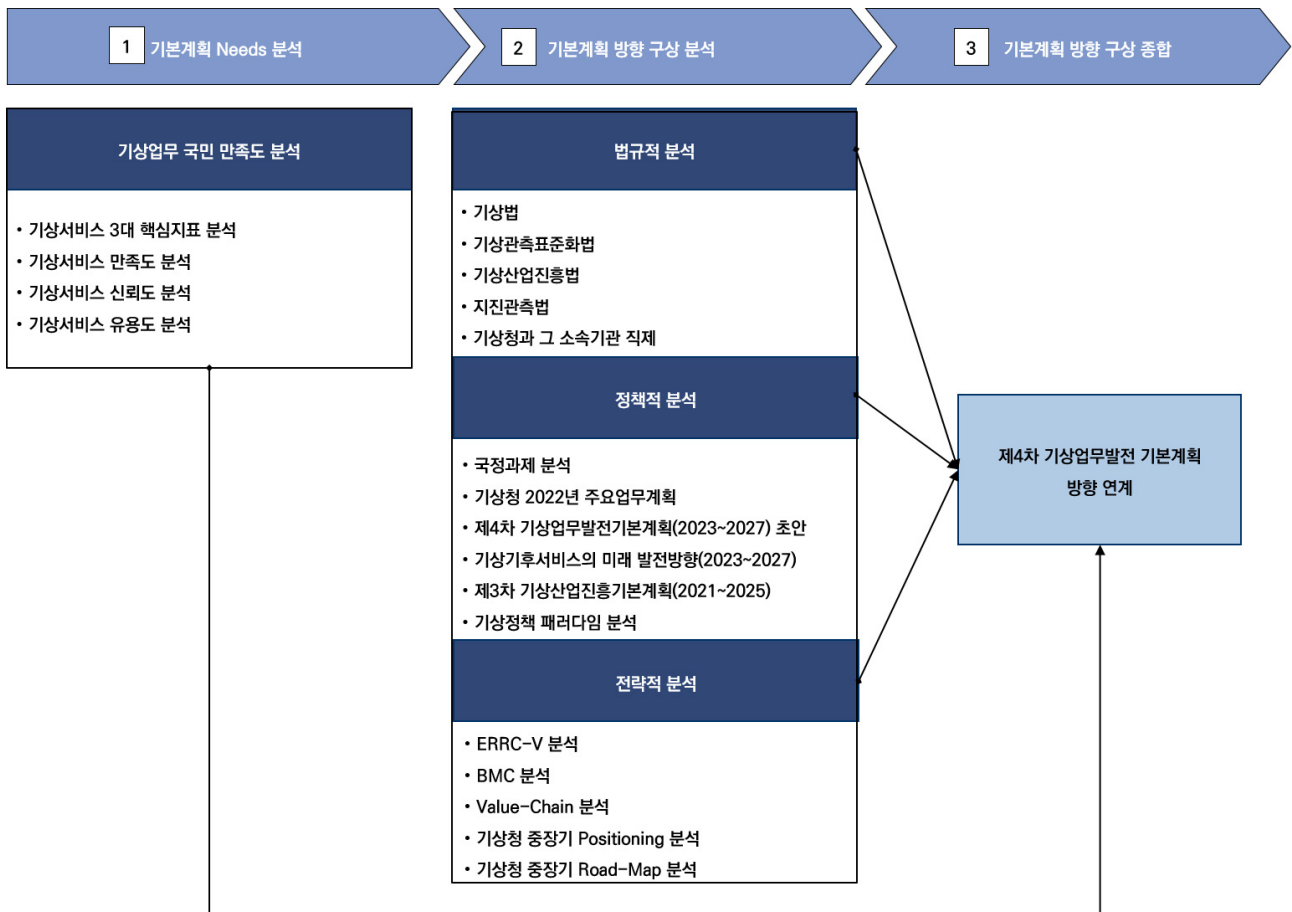 1 기본계획 Needs 분석
2 기본계획 방향 구상 분석
3 기본계획 방향 구상 종합
기상업무 국민 만족도 분석
• 기상서비스 3대 핵심지표 분석
• 기상서비스 만족도 분석
• 기상서비스 신뢰도 분석
• 기상서비스 유용도 분석
법규적 분석
• 기상법
• 기상관측표준화법
• 기상산업진흥법
• 지진관측법
• 기상청과 그 소속기관 직제
정책적 분석
• 국정과제 분석
• 기상청 2022년 주요업무계획
• 제4차 기상업무발전기본계획(2023~2027) 초안
• 기상기후서비스의 미래 발전방향(2023~2027)
• 제3차 기상산업진흥기본계획(2021~2025)
• 기상정책 패러다임 분석
전략적 분석
• ERRC-V 분석
• BMC 분석
• Value-Chain 분석
• 기상청 중장기 Positioning 분석
• 기상청 중장기 Road-Map 분석
제4차 기상업무발전 기본계획
방향 연계